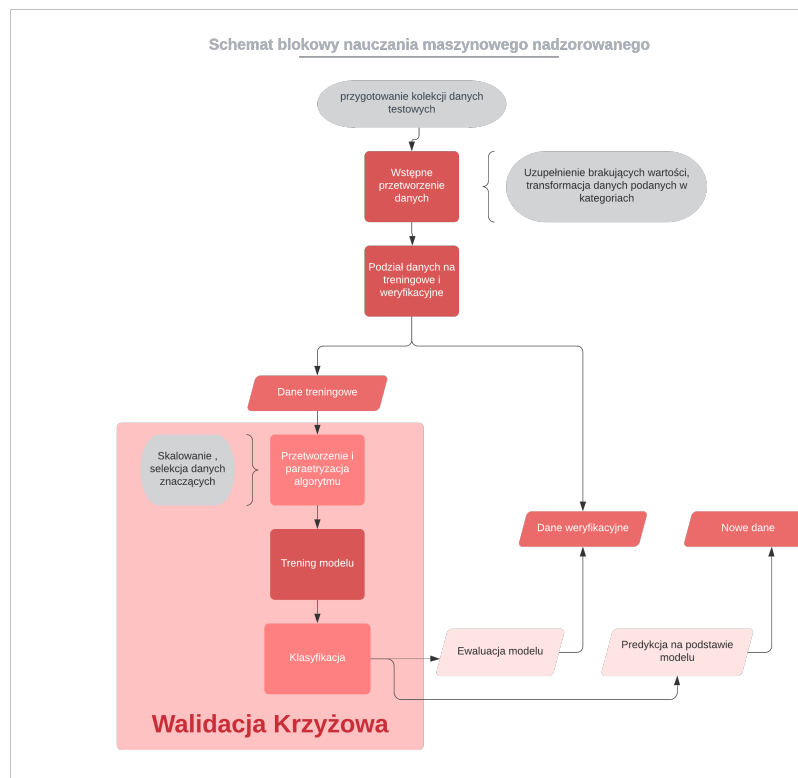 Schemat blokowy nauczania maszynowego nadzorowanego
przygotowanie kolekcji danych
testowych
Wstępne
przetworzenie
danych
Uzupełnienie brakujących wartości,
transformacja danych podanych w
kategoriach
Podział danych na
treningowe i
weryfikacyjne
Dane treningowe
Skalowanie ,
selekcja danych
znaczących
Przetworzenie i
paraetryzacja
algorytmu
Dane weryfikacyjne
Nowe dane
Trening modelu
Klasyfikacja
Ewaluacja modelu
Predykcja na podstawie
modelu
Walidacja Krzyżowa